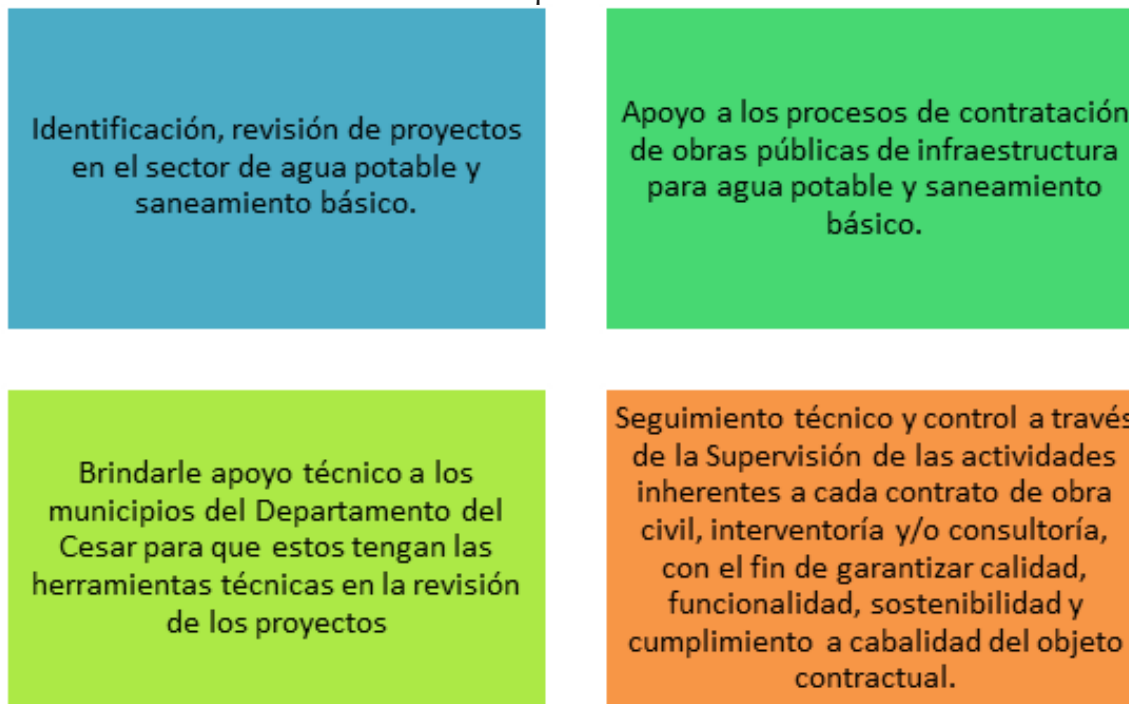 Identificación, revisión de proyectos
en el sector de agua potable y
saneamiento básico.
Apoyo a los procesos de contratación
de obras públicas de infraestructura
para agua potable y saneamiento
básico.
Brindarle apoyo técnico a los
municipios del Departamento del
Cesar para que estos tengan las
herramientas técnicas en la revisión
de los proyectos
Seguimiento técnico y control a través
de la Supervisión de las actividades
inherentes a cada contrato de obra
civil, interventoría y/o consultoría,
con el fin de garantizar calidad,
funcionalidad, sostenibilidad y
cumplimiento a cabalidad del objeto
contractual.